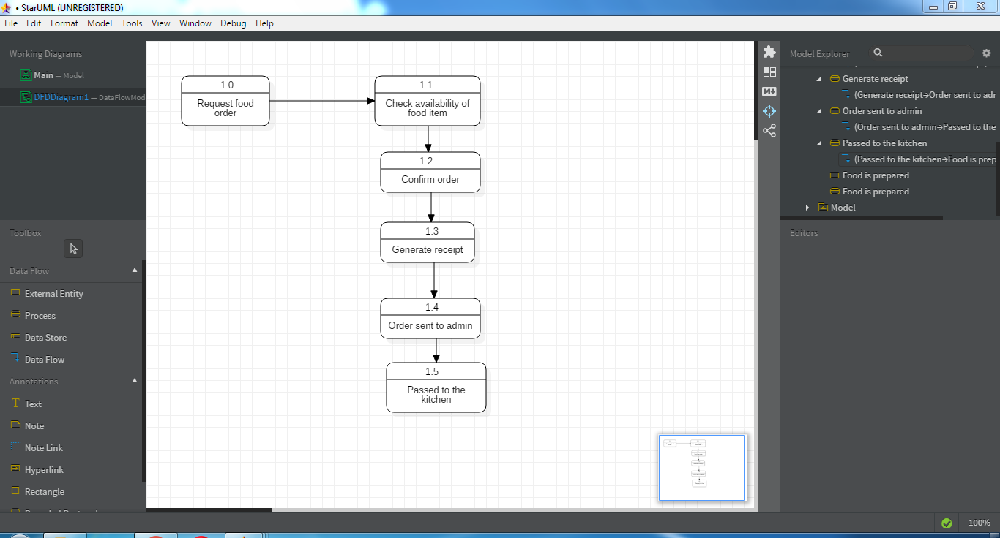 • StarUML (UNREGISTERED)
File Edit Format Model Tools View Window Debug Help
Working Diagrams
Main — Model
DFDDiagram1 — DataFlowMod
Toolbox
Data Flow
External Entity
Process
Data Store
Data Flow
Annotations
Text
Note
Note Link
Hyperlink
Rectangle
1.0
Request food
order
1.1
Check availability of
food item
1.2
Confirm order
1.3
Generate receipt
1.4
Order sent to admin
1.5
Passed to the
kitchen
M
Model Explorer
Generate receipt
(Generate receipt→Order sent to adr
Order sent to admin
(Order sent to admin→Passed to the
Passed to the kitchen
(Passed to the kitchen→Food is prep
Food is prepared
Food is prepared
Model
Editors
100%